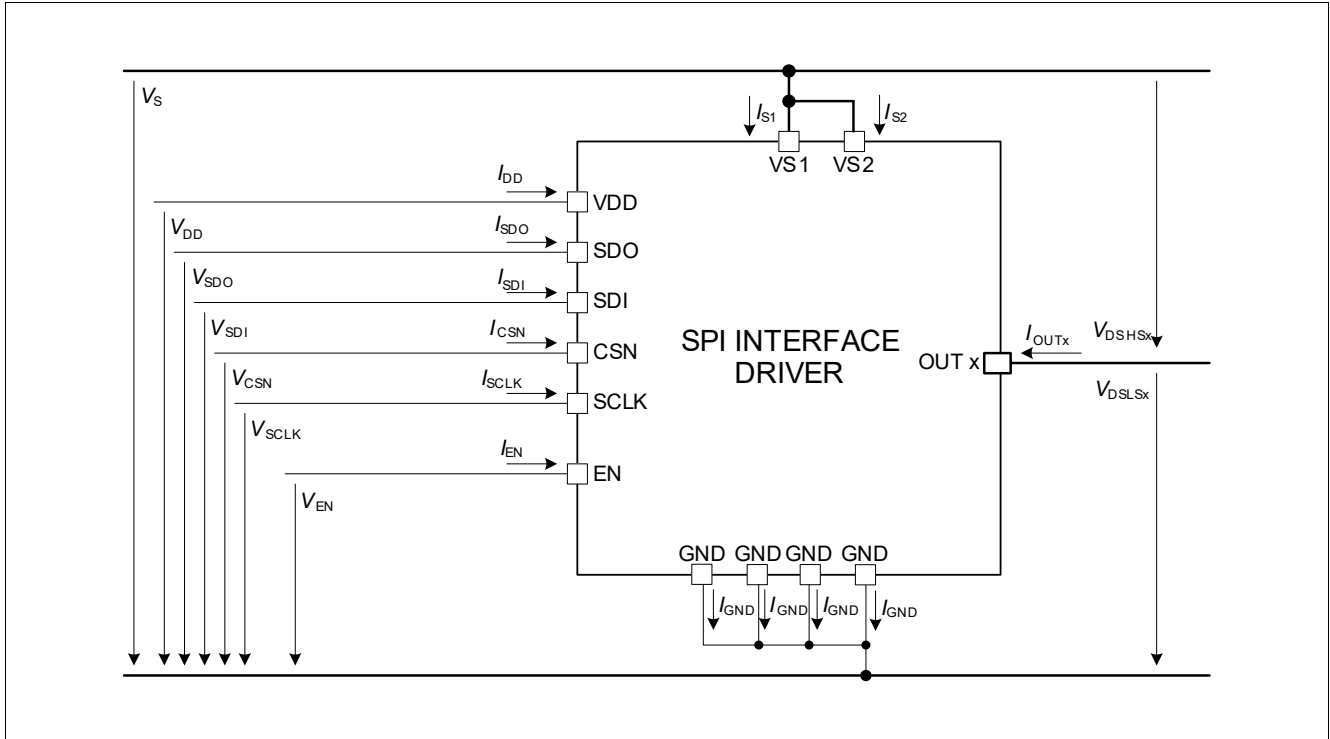 VS
IS1
IS2
VS1
VS2
IDD
VDD
VDD
ISDO
SDO
VSDO
ISDI
SDI
VSDI
ICSN
CSN
VCSN
ISCLK
SCLK
VSCLK
IEN
EN
VEN
SPI INTERFACE
DRIVER
OUT x
IOUTx
VDSHSx
VDSLSx
GND GND GND GND
IGND IGND IGND IGND